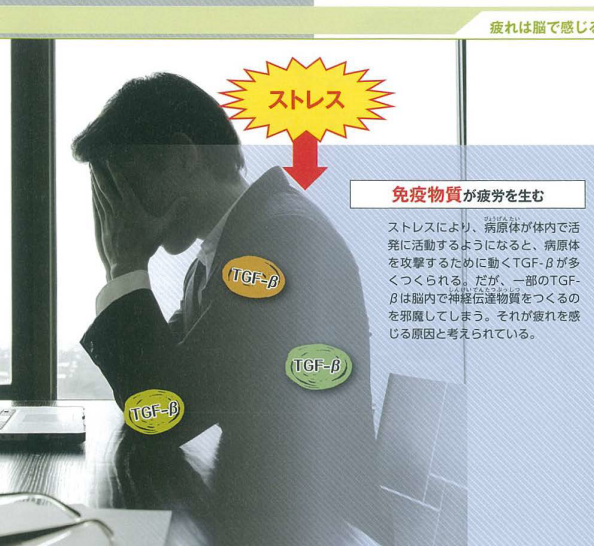 疲れは脳で感じる
ストレス
免疫物質が疲労を生む
ストレスにより、病原体が体内で活
発に活動するようになると、病原体
を攻撃するために動くTGF-βが多
くつくられる。だが、一部のTGF-
βは脳内で神経伝達物質をつくるの
を邪魔してしまう。それが疲れを感
じる原因と考えられている。
TGF-β
TGF-β
TGF-β